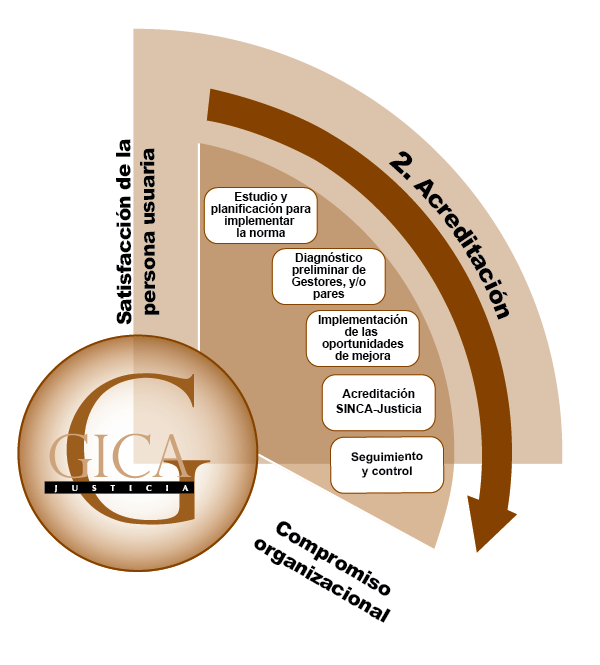 2. Acreditación
Satisfacción de la
persona usuaria
Estudio y
planificación para
implementar
la norma
Diagnóstico
preliminar de
Gestores, y/o
pares
Implementación
de las
oportunidades
de mejora
Acreditación
SINCA-Justicia
Seguimiento
y control
G
GICA
JUSTICIA
Compromiso
organizacional